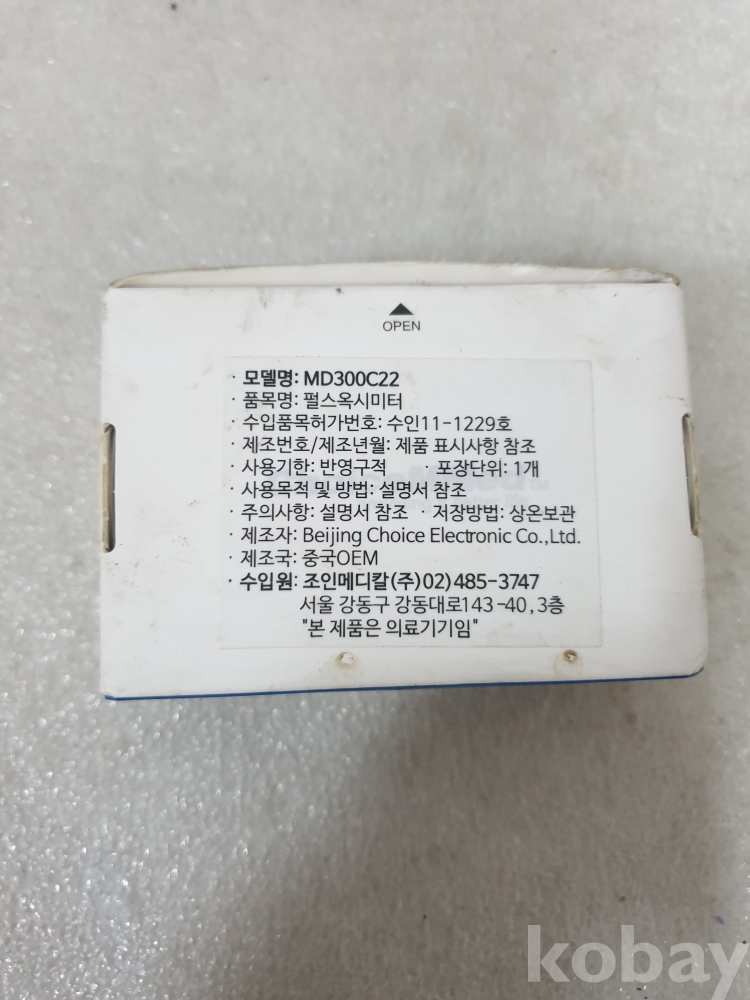 OPEN
· 모델명: MD300C22
· 품목명: 펄스옥시미터
· 수입품목허가번호: 수인11-1229호
· 제조번호/제조년월: 제품 표시사항 참조
· 사용기한: 반영구적 · 포장단위: 1개
· 사용목적 및 방법: 설명서 참조
· 주의사항: 설명서 참조 · 저장방법: 상온보관
· 제조자: Beijing Choice Electronic Co.,Ltd.
· 제조국: 중국OEM
· 수입원: 조인메디칼(주)02)485-3747
서울 강동구 강동대로143-40,3층
"본 제품은 의료기기임"
kobay